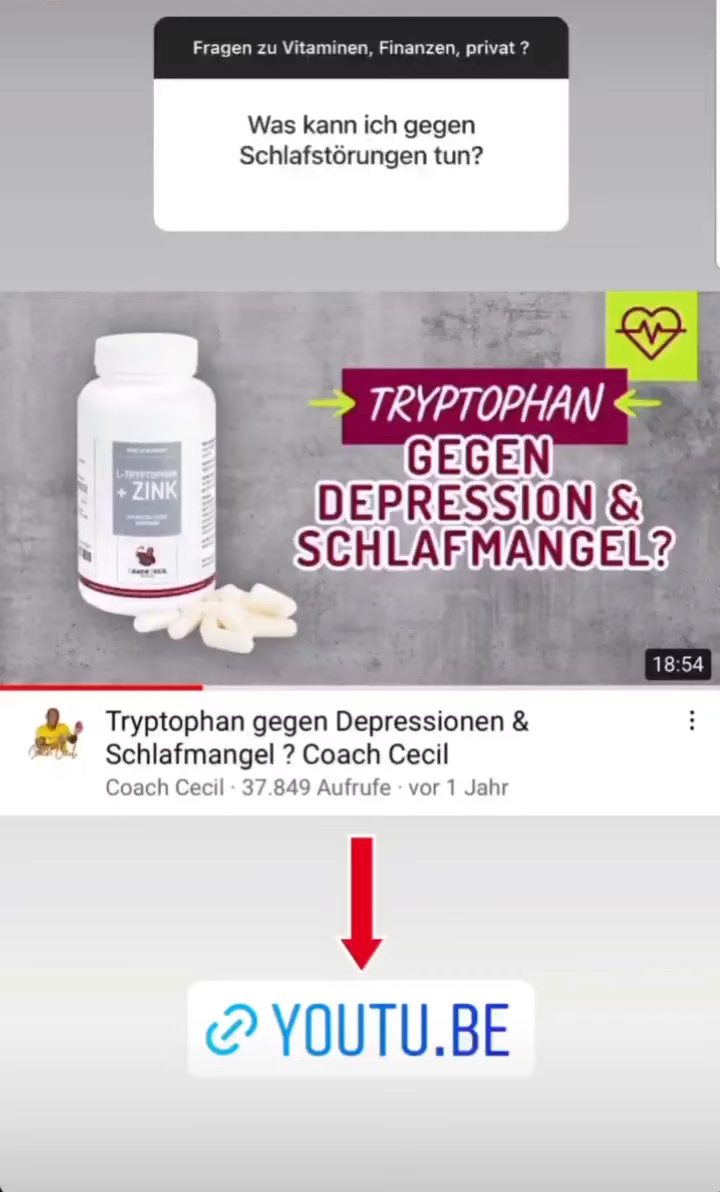 Fragen zu Vitaminen, Finanzen, privat ?
Was kann ich gegen
Schlafstörungen tun?
TRYPTOPHAN
GEGEN
DEPRESSION &
SCHLAFMANGEL?
L-TRYPTOPHAN
+ ZINK
18:54
Tryptophan gegen Depressionen &
Schlafmangel ? Coach Cecil
Coach Cecil · 37.849 Aufrufe · vor 1 Jahr
YOUTU.BE